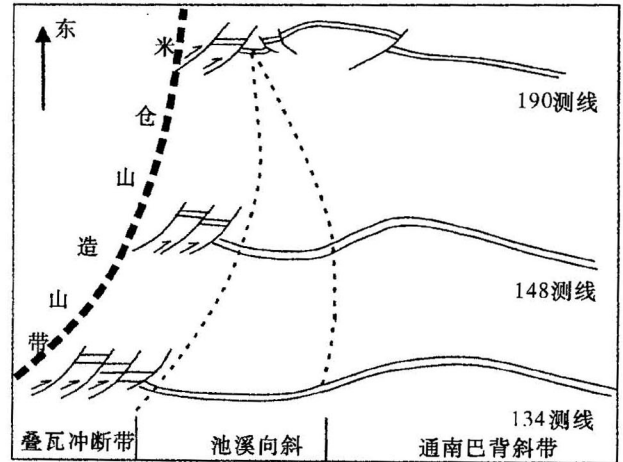 东
米仓山造山带
190测线
148测线
134测线
叠瓦冲断带
池溪向斜
通南巴背斜带